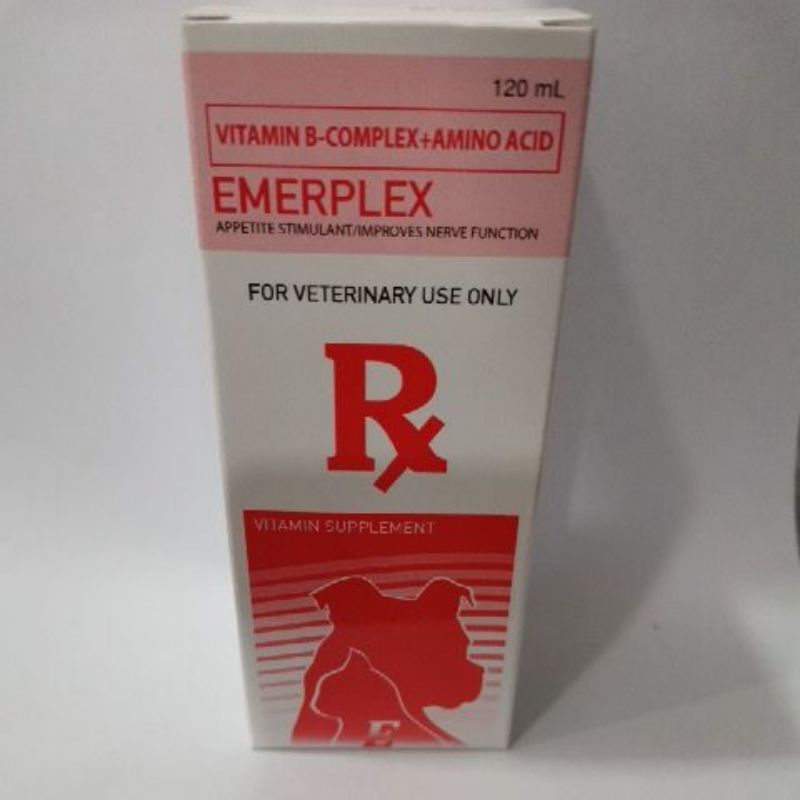 120 mL
VITAMIN B-COMPLEX+AMINO ACID
EMERPLEX
APPETITE STIMULANT/IMPROVES NERVE FUNCTION
FOR VETERINARY USE ONLY
Rx
VITAMIN SUPPLEMENT
E